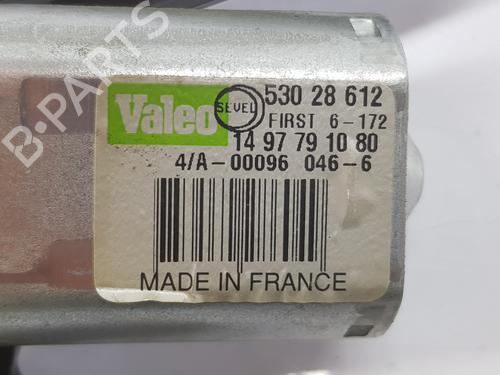 B-PARTS
Valeo SEVEL 530 28 612
FIRST 6-172
14 97 79 10 80
4/A-00096 046-6
MADE IN FRANCE